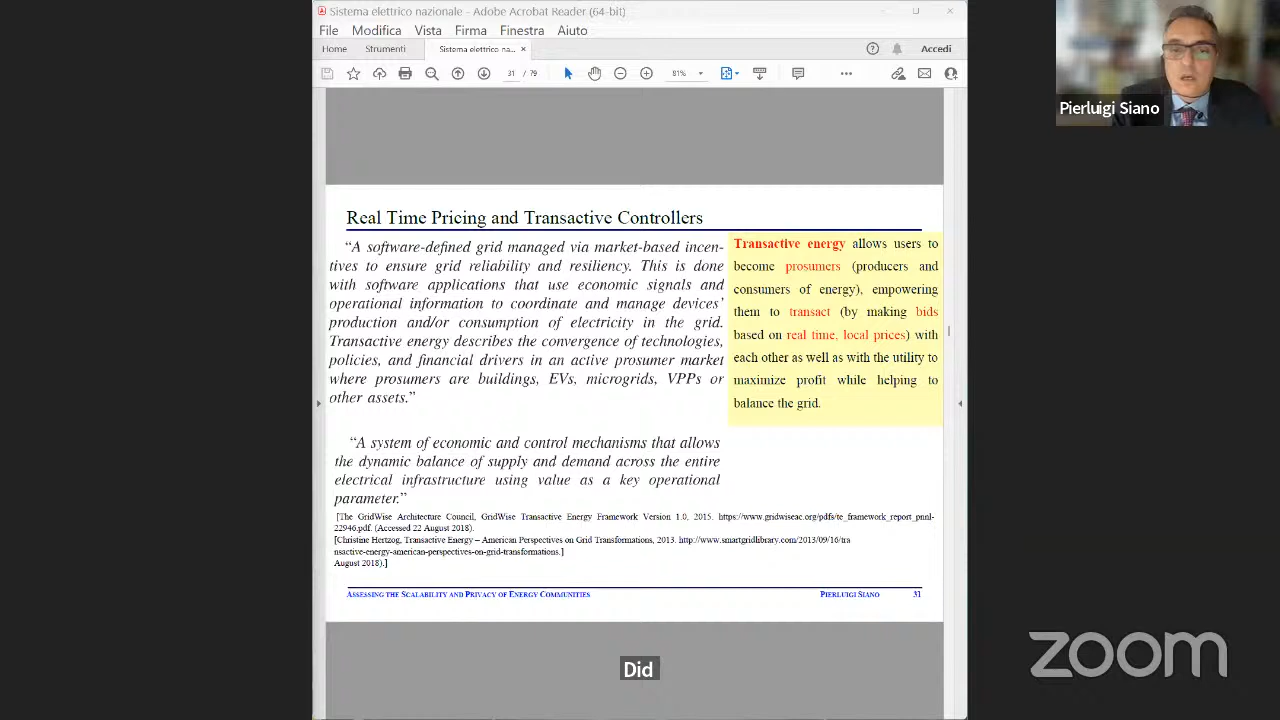 Sistema elettrico nazionale - Adobe Acrobat Reader (64-bit)
File Modifica Vista Firma Finestra Aiuto
Home Strumenti Sistema elettrico na... × Accedi
31 / 79 81%
Pierluigi Siano
Real Time Pricing and Transactive Controllers
“A software-defined grid managed via market-based incen-
tives to ensure grid reliability and resiliency. This is done
with software applications that use economic signals and
operational information to coordinate and manage devices’
production and/or consumption of electricity in the grid.
Transactive energy describes the convergence of technologies,
policies, and financial drivers in an active prosumer market
where prosumers are buildings, EVs, microgrids, VPPs or
other assets.”
Transactive energy allows users to
become prosumers (producers and
consumers of energy), empowering
them to transact (by making bids
based on real time, local prices) with
each other as well as with the utility to
maximize profit while helping to
balance the grid.
“A system of economic and control mechanisms that allows
the dynamic balance of supply and demand across the entire
electrical infrastructure using value as a key operational
parameter.”
[The GridWise Architecture Council, GridWise Transactive Energy Framework Version 1.0, 2015. https://www.gridwiseac.org/pdfs/te_framework_report_pnnl-
22946.pdf. (Accessed 22 August 2018).
[Christine Hertzog, Transactive Energy – American Perspectives on Grid Transformations, 2013. http://www.smartgridlibrary.com/2013/09/16/tra
nsactive-energy-american-perspectives-on-grid-transformations.]
August 2018).]
ASSESSING THE SCALABILITY AND PRIVACY OF ENERGY COMMUNITIES PIERLUIGI SIANO 31
Did
zoom